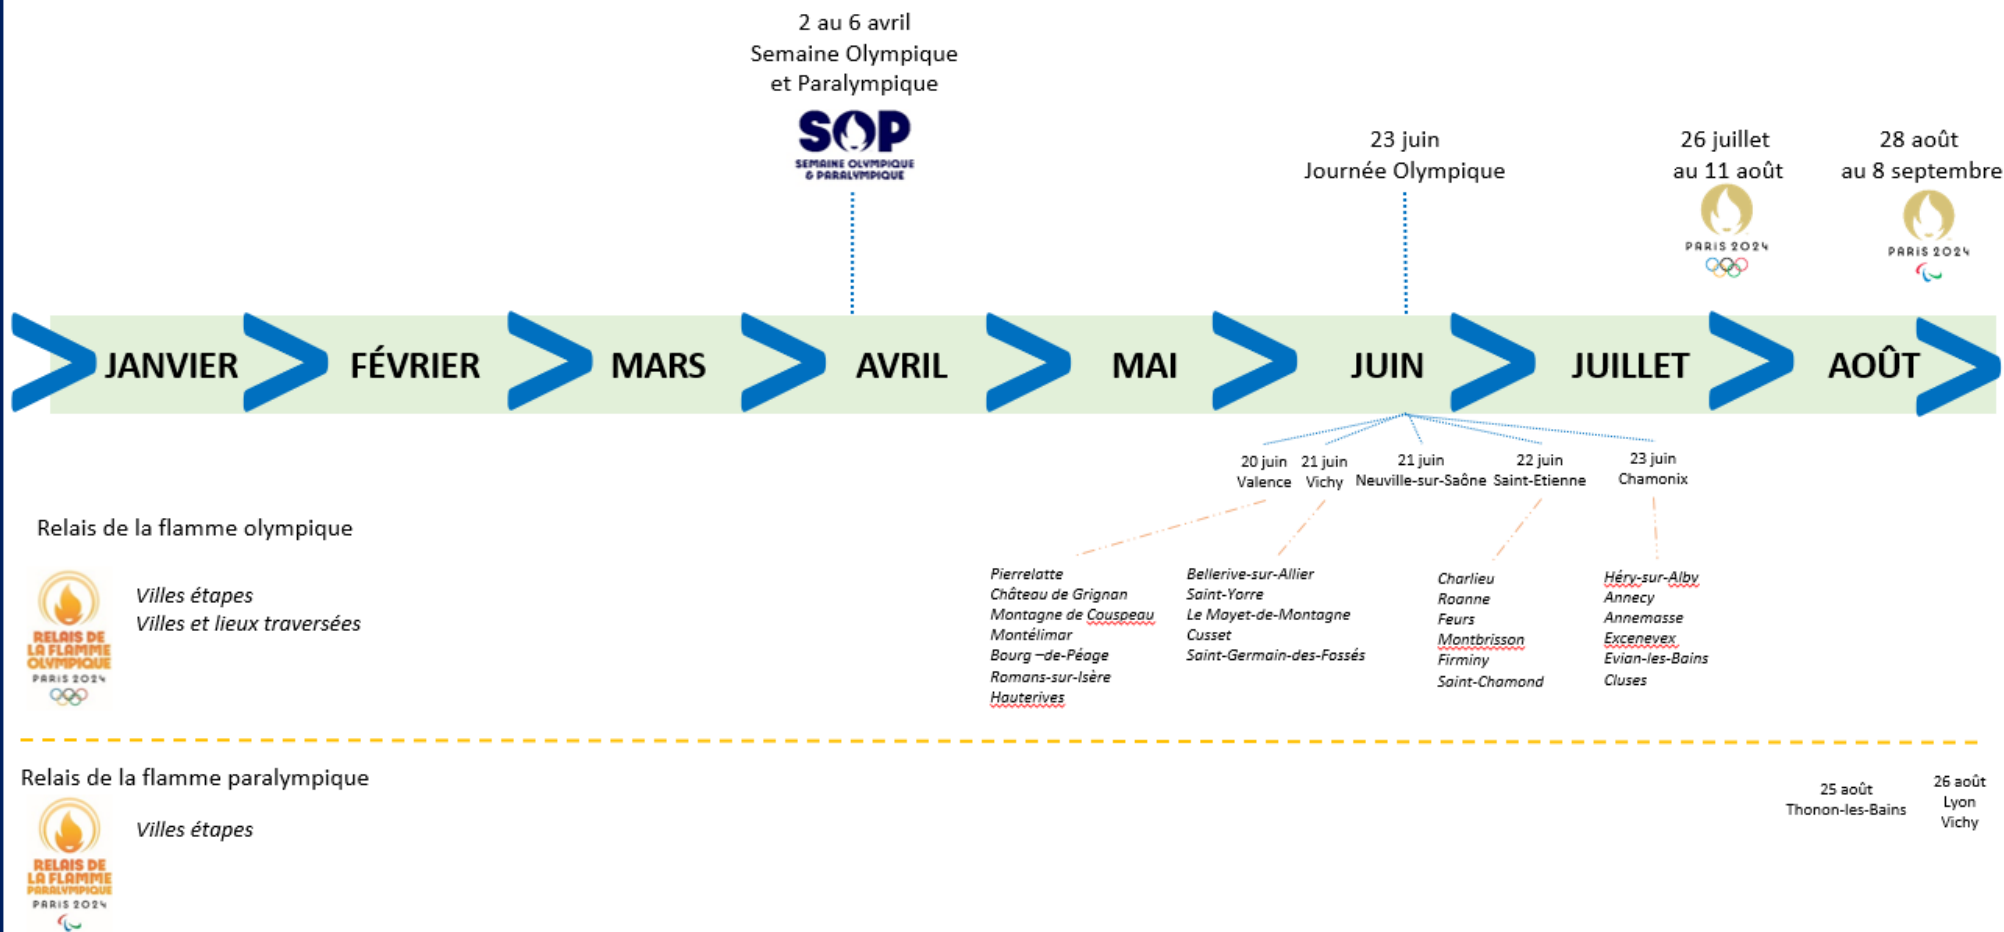 2 au 6 avril
Semaine Olympique
et Paralympique
SOP
SEMAINE OLYMPIQUE
& PARALYMPIQUE
23 juin
Journée Olympique
26 juillet
au 11 août
PARIS 2024
28 août
au 8 septembre
PARIS 2024
JANVIER
FÉVRIER
MARS
AVRIL
MAI
JUIN
JUILLET
AOÛT
20 juin
Valence
21 juin
Vichy
21 juin
Neuville-sur-Saône
22 juin
Saint-Etienne
23 juin
Chamonix
Relais de la flamme olympique
RELAIS DE
LA FLAMME
OLYMPIQUE
PARIS 2024
Villes étapes
Villes et lieux traversées
Pierrelatte
Château de Grignan
Montagne de Couspeau
Montélimar
Bourg –de-Péage
Romans-sur-Isère
Hauterives
Bellerive-sur-Allier
Saint-Yorre
Le Mayet-de-Montagne
Cusset
Saint-Germain-des-Fossés
Charlieu
Roanne
Feurs
Montbrisson
Firminy
Saint-Chamond
Héry-sur-Alby
Annecy
Annemasse
Excenevex
Evian-les-Bains
Cluses
Relais de la flamme paralympique
RELAIS DE
LA FLAMME
PARALYMPIQUE
PARIS 2024
Villes étapes
25 août
Thonon-les-Bains
26 août
Lyon
Vichy